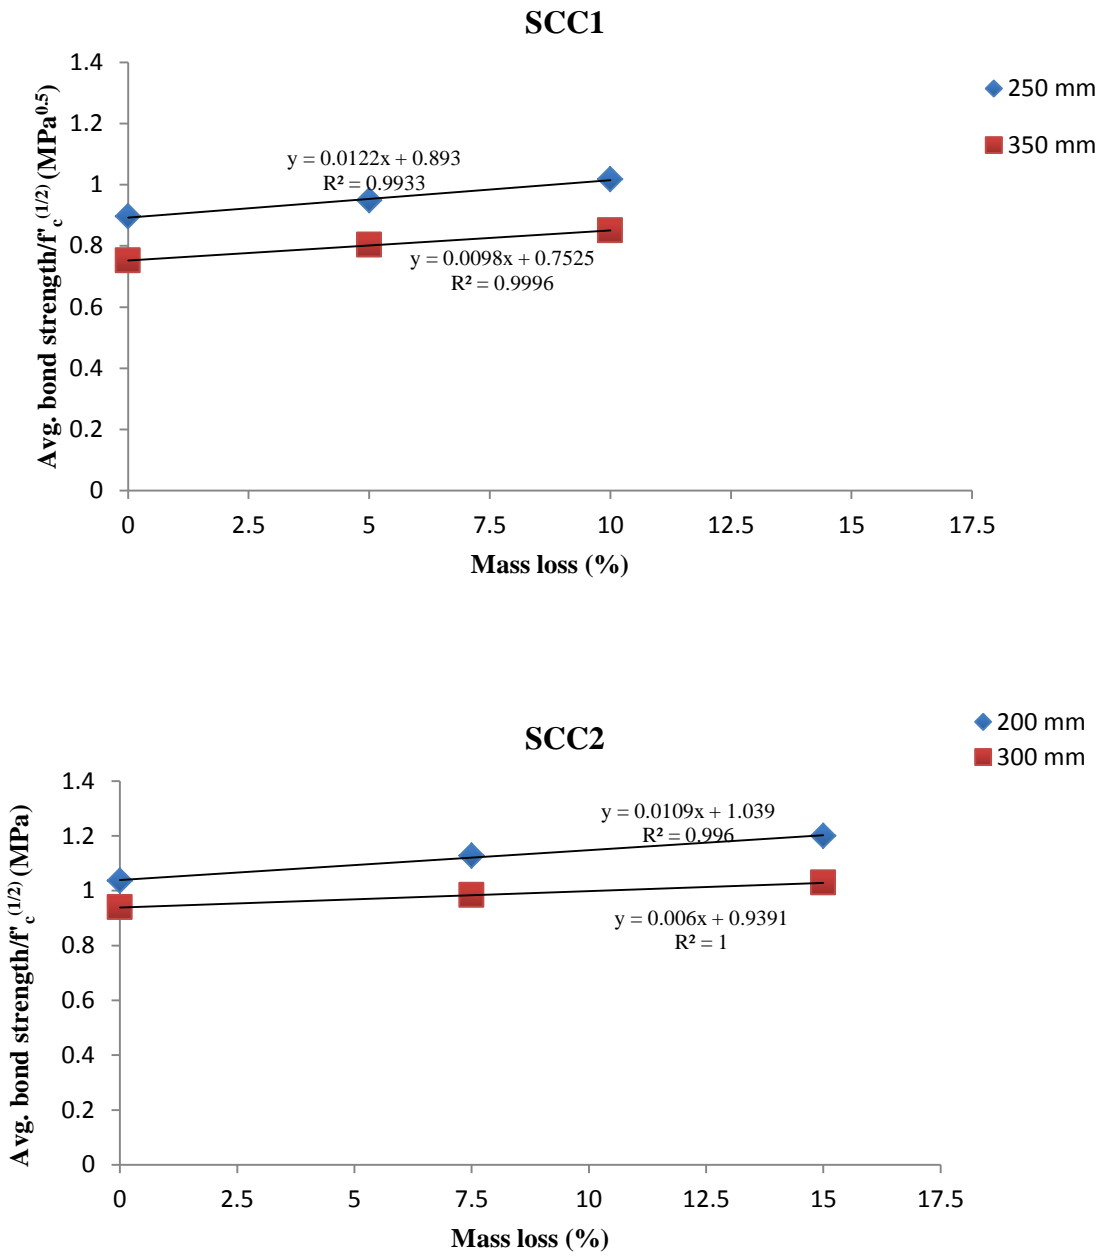 SCC1
Avg. bond strength/f'c^(1/2) (MPa^0.5)
1.4
1.2
1
0.8
0.6
0.4
0.2
0
y = 0.0122x + 0.893
R² = 0.9933
y = 0.0098x + 0.7525
R² = 0.9996
250 mm
350 mm
0 2.5 5 7.5 10 12.5 15 17.5
Mass loss (%)
SCC2
200 mm
300 mm
Avg. bond strength/f'c^(1/2) (MPa)
1.4
1.2
1
0.8
0.6
0.4
0.2
0
y = 0.0109x + 1.039
R² = 0.996
y = 0.006x + 0.9391
R² = 1
0 2.5 5 7.5 10 12.5 15 17.5
Mass loss (%)